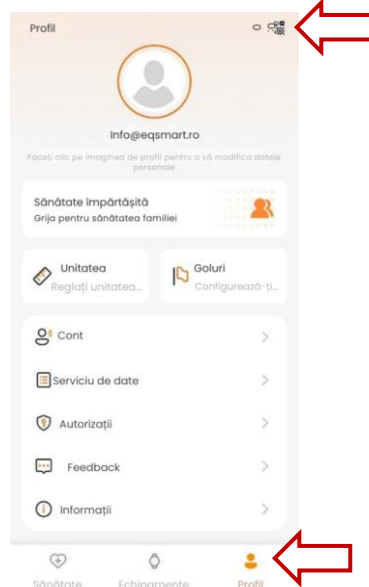 Profil
Info@eqsmart.ro
Faceți clic pe imaginea de profil pentru a vă modifica datele
personale
Sănătate împărtășită
Grija pentru sănătatea familiei
Unitatea
Reglați unitatea...
Goluri
Configurează-ți...
Cont
Serviciu de date
Autorizații
Feedback
Informații
Sănătate
Echipamente
Profil